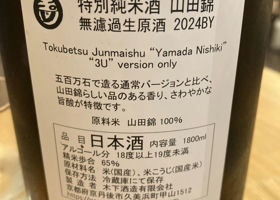 特別純米酒 山田錦
無濾過生原酒 2024BY
Tokubetsu Junmaishu “Yamada Nishiki”
“3U” version only
五百万石で造る通常バージョンと比べ、
山田錦らしい品のある香り、さわやかな
旨酸が特徴です。
原料米 山田錦 100%
品目 日本酒 内容量 1800ml
アルコール分 18度以上19度未満
精米歩合 65%
原材料名 米(国産)、米こうじ(国産米)
保存方法 冷蔵庫にて保存
製造者 木下酒造有限会社
京都府京丹後市久美浜町甲山1512